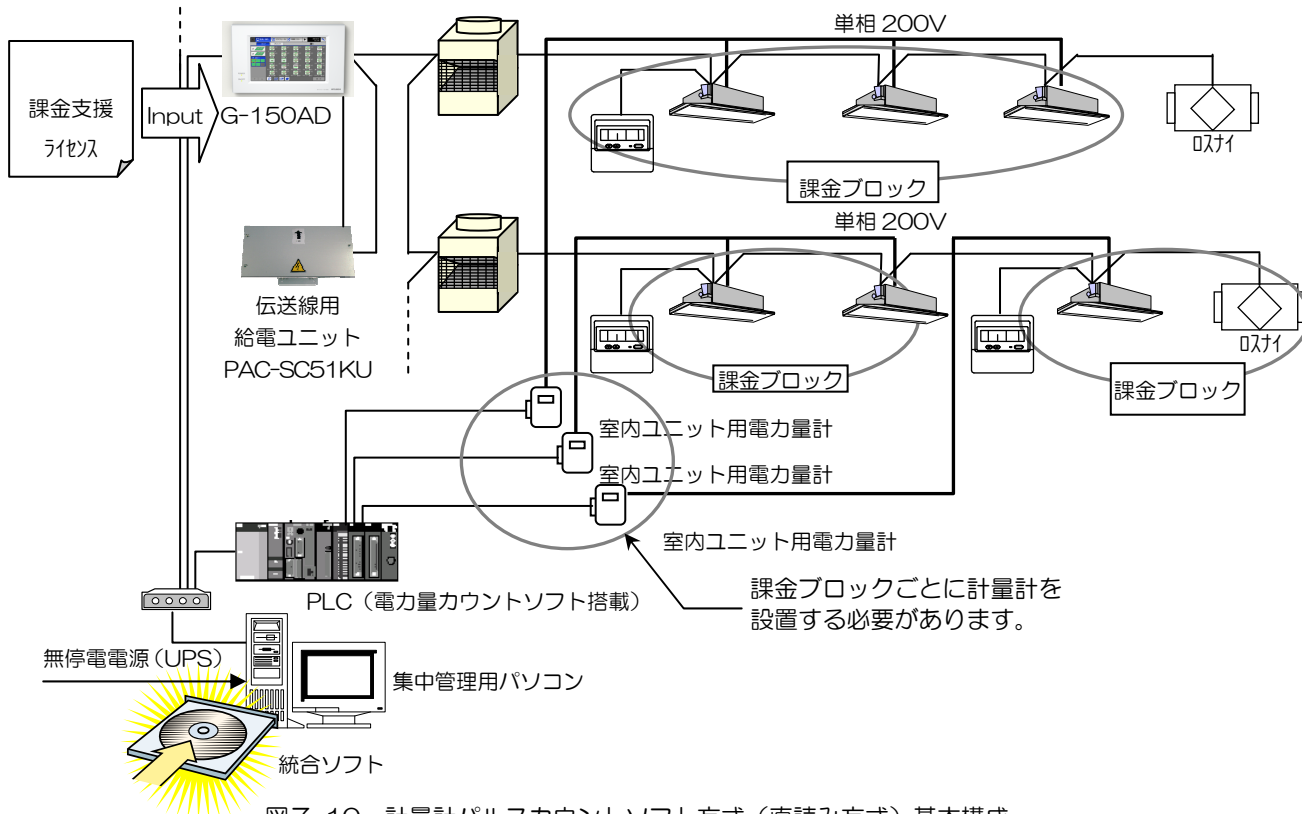 単相 200V
課金支援
ライセンス
Input
G-150AD
ロスナイ
課金ブロック
単相 200V
伝送線用
給電ユニット
PAC-SC51KU
ロスナイ
課金ブロック
課金ブロック
室内ユニット用電力量計
室内ユニット用電力量計
室内ユニット用電力量計
課金ブロックごとに計量計を
設置する必要があります。
PLC(電力量カウントソフト搭載)
無停電電源(UPS)
集中管理用パソコン
統合ソフト